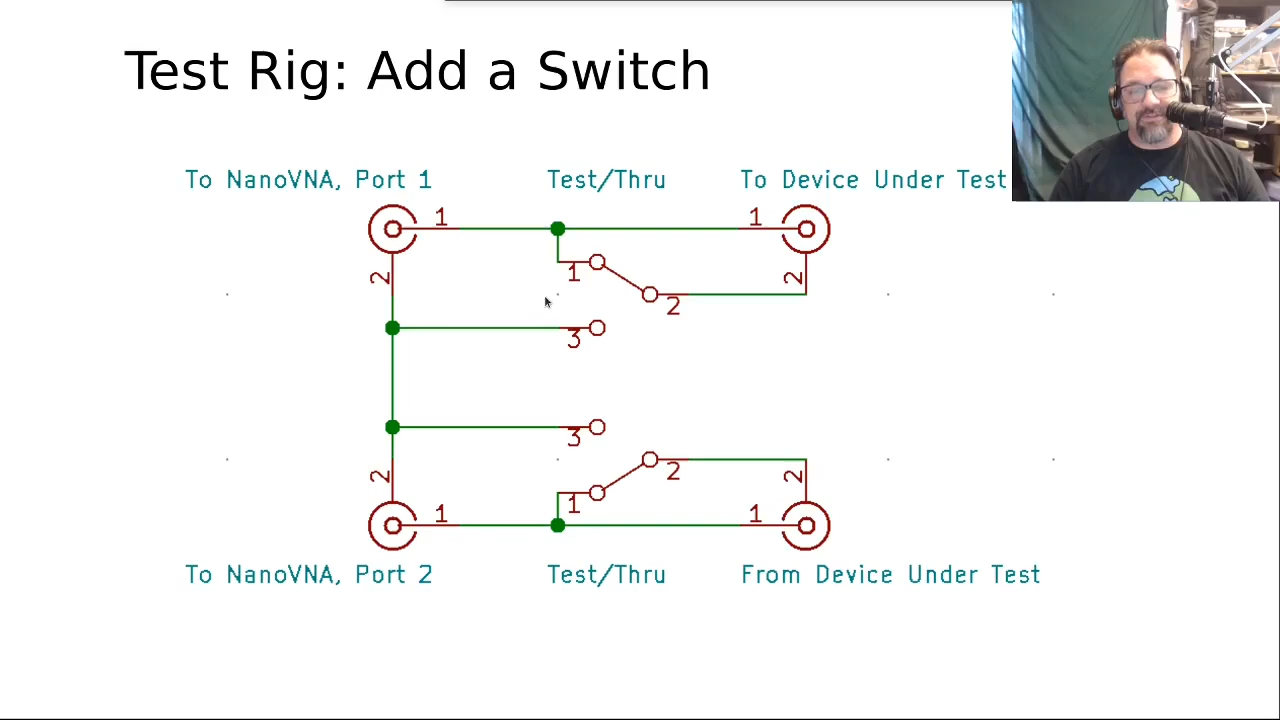 Test Rig: Add a Switch
To NanoVNA, Port 1
Test/Thru
To Device Under Test
1
1
2
1
2
2
3
3
2
2
1
2
1
1
To NanoVNA, Port 2
Test/Thru
From Device Under Test